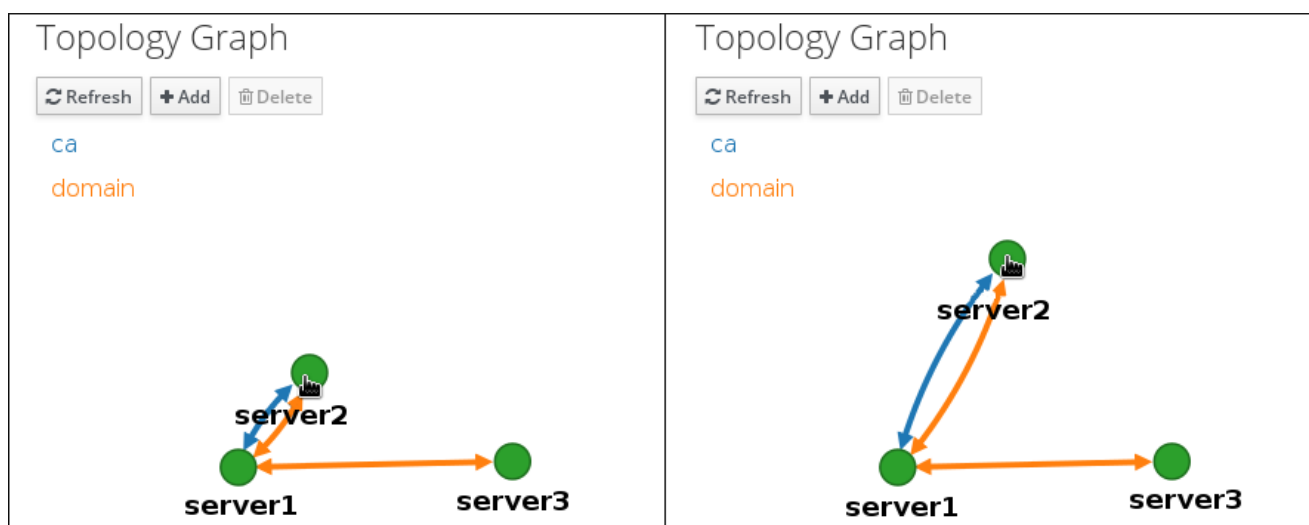 Topology Graph
Refresh Add Delete
ca
domain
server2
server1 server3
Topology Graph
Refresh Add Delete
ca
domain
server2
server1 server3